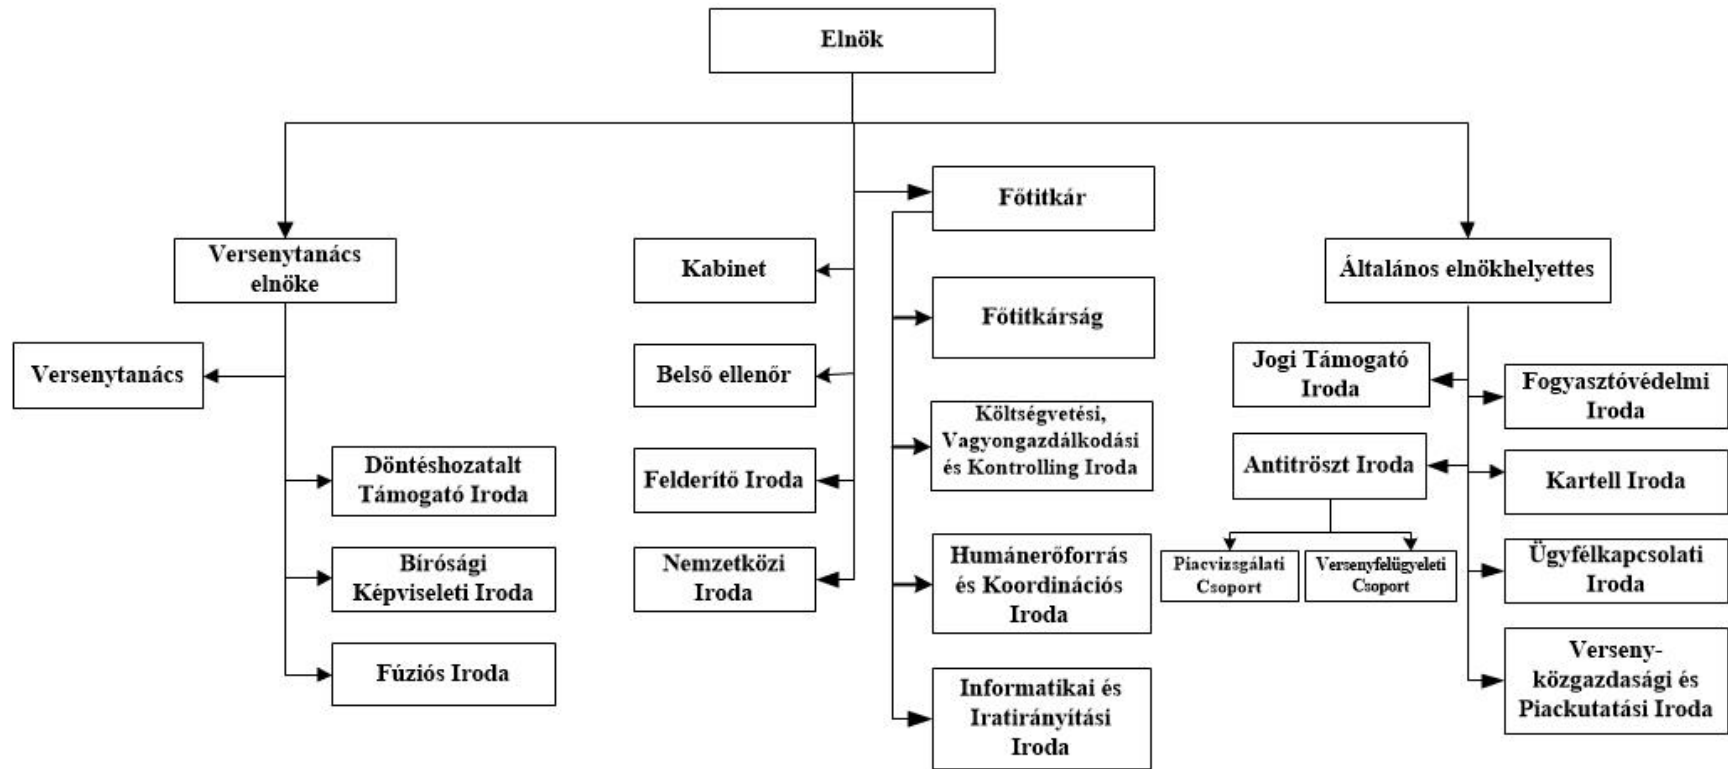 Elnök
Versenytanács
elnöke
Versenytanács
Döntéshozatalt
Támogató Iroda
Bírósági
Képviseleti Iroda
Fúziós Iroda
Kabinet
Belső ellenőr
Felderítő Iroda
Nemzetközi
Iroda
Főtitkár
Főtitkárság
Költségvetési,
Vagyongazdálkodási
és Kontrolling Iroda
Humánerőforrás
és Koordinációs
Iroda
Informatikai és
Iratirányítási
Iroda
Általános elnökhelyettes
Jogi Támogató
Iroda
Antitröszt Iroda
Piacvizsgálati
Csoport
Versenyfelügyeleti
Csoport
Fogyasztóvédelmi
Iroda
Kartell Iroda
Ügyfélkapcsolati
Iroda
Verseny-
közgazdasági és
Piackutatási Iroda